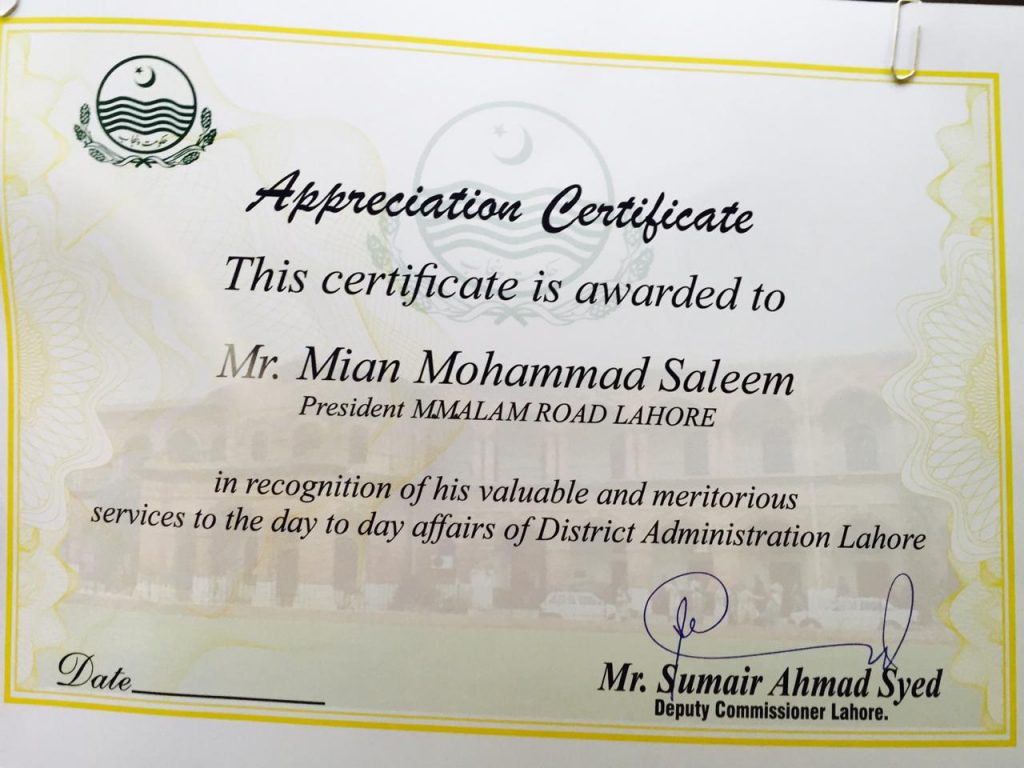 حکومت پنجاب
Appreciation Certificate
This certificate is awarded to
Mr. Mian Mohammad Saleem
President M.M.ALAM ROAD LAHORE
in recognition of his valuable and meritorious
services to the day to day affairs of District Administration Lahore
Date
Mr. Sumair Ahmad Syed
Deputy Commissioner Lahore.